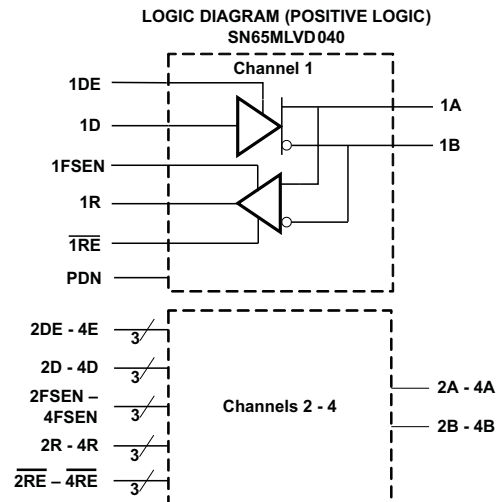 LOGIC DIAGRAM (POSITIVE LOGIC)
SN65MLVD040
Channel 1
1DE
1D
1FSEN
1R
1RE
PDN
1A
1B
2DE - 4E
3
2D - 4D
3
2FSEN –
4FSEN
3
2R - 4R
3
2RE – 4RE
3
Channels 2 - 4
2A - 4A
2B - 4B